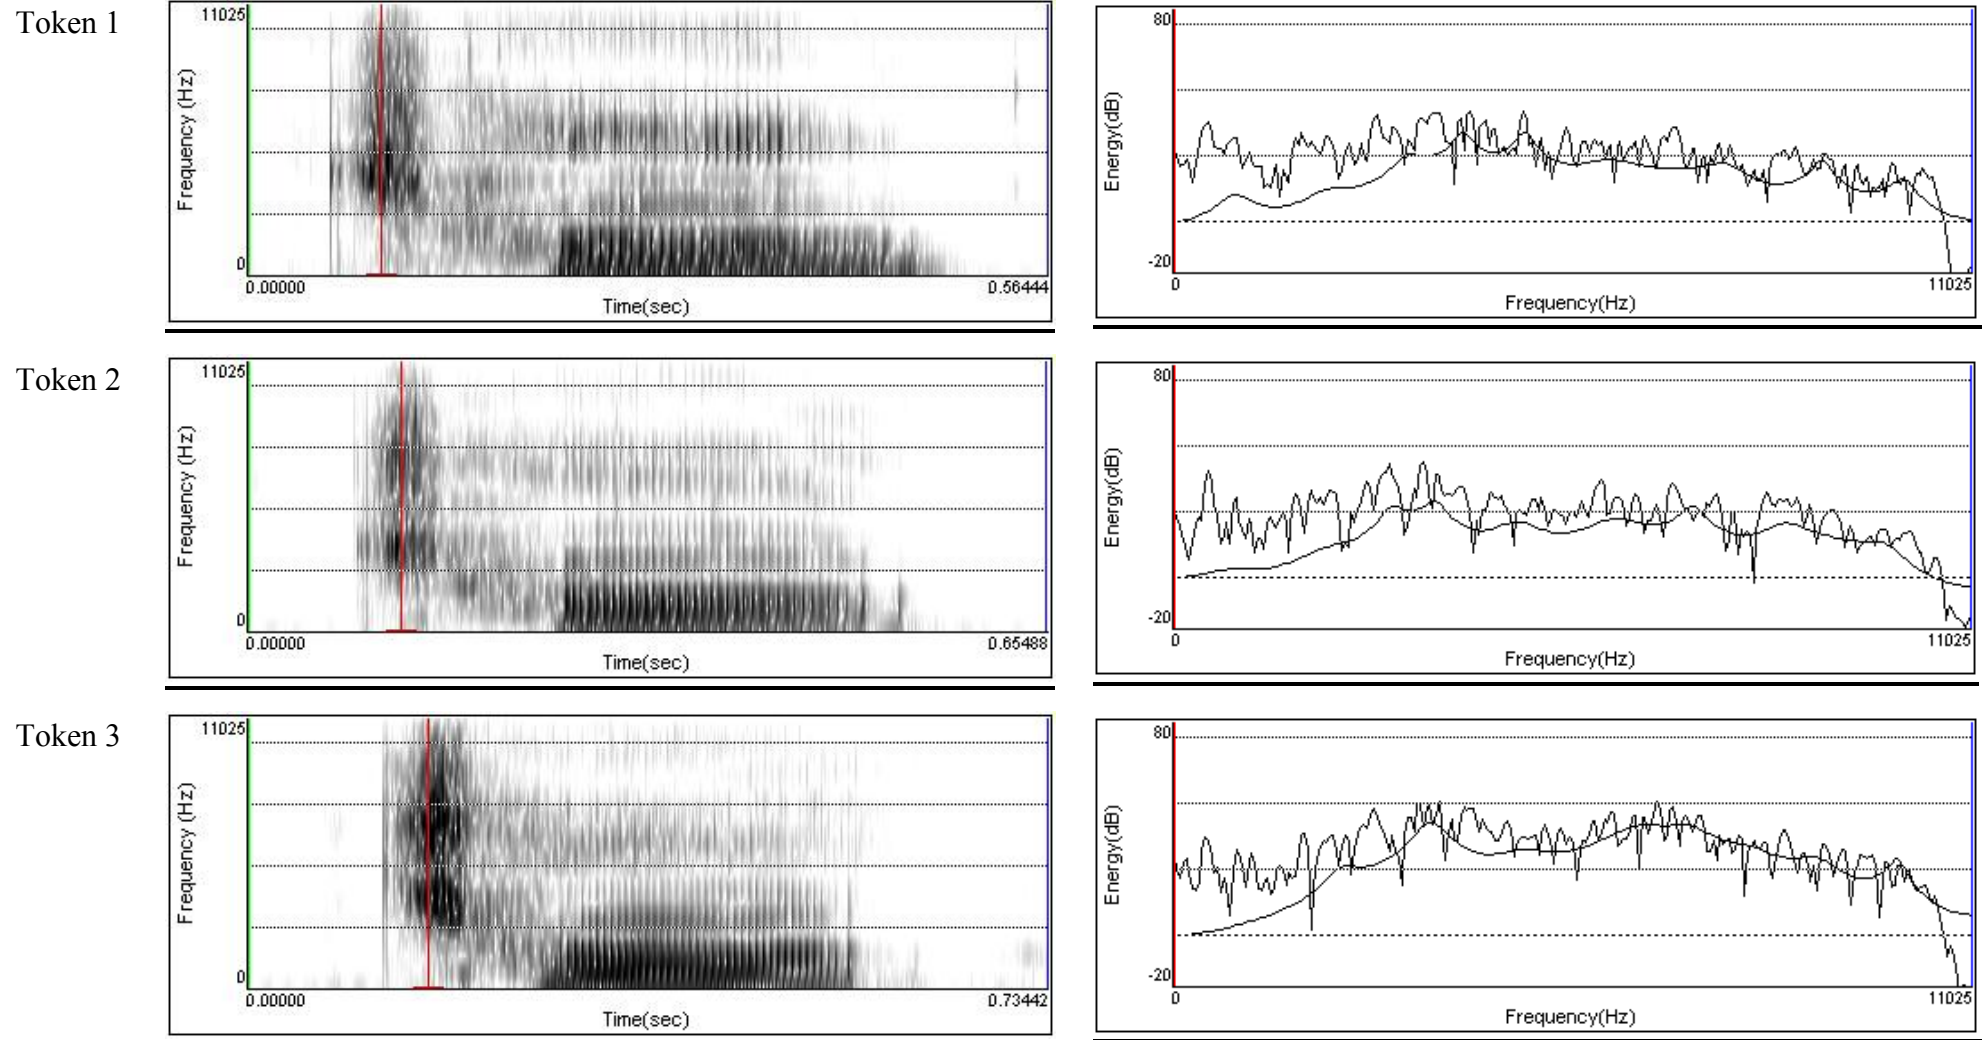 Token 1
11025
Frequency (Hz)
0
0.00000
0.56444
Time(sec)
80
Energy(dB)
-20
0
11025
Frequency(Hz)
Token 2
11025
Frequency (Hz)
0
0.00000
0.65488
Time(sec)
80
Energy(dB)
-20
0
11025
Frequency(Hz)
Token 3
11025
Frequency (Hz)
0
0.00000
0.73442
Time(sec)
80
Energy(dB)
-20
0
11025
Frequency(Hz)